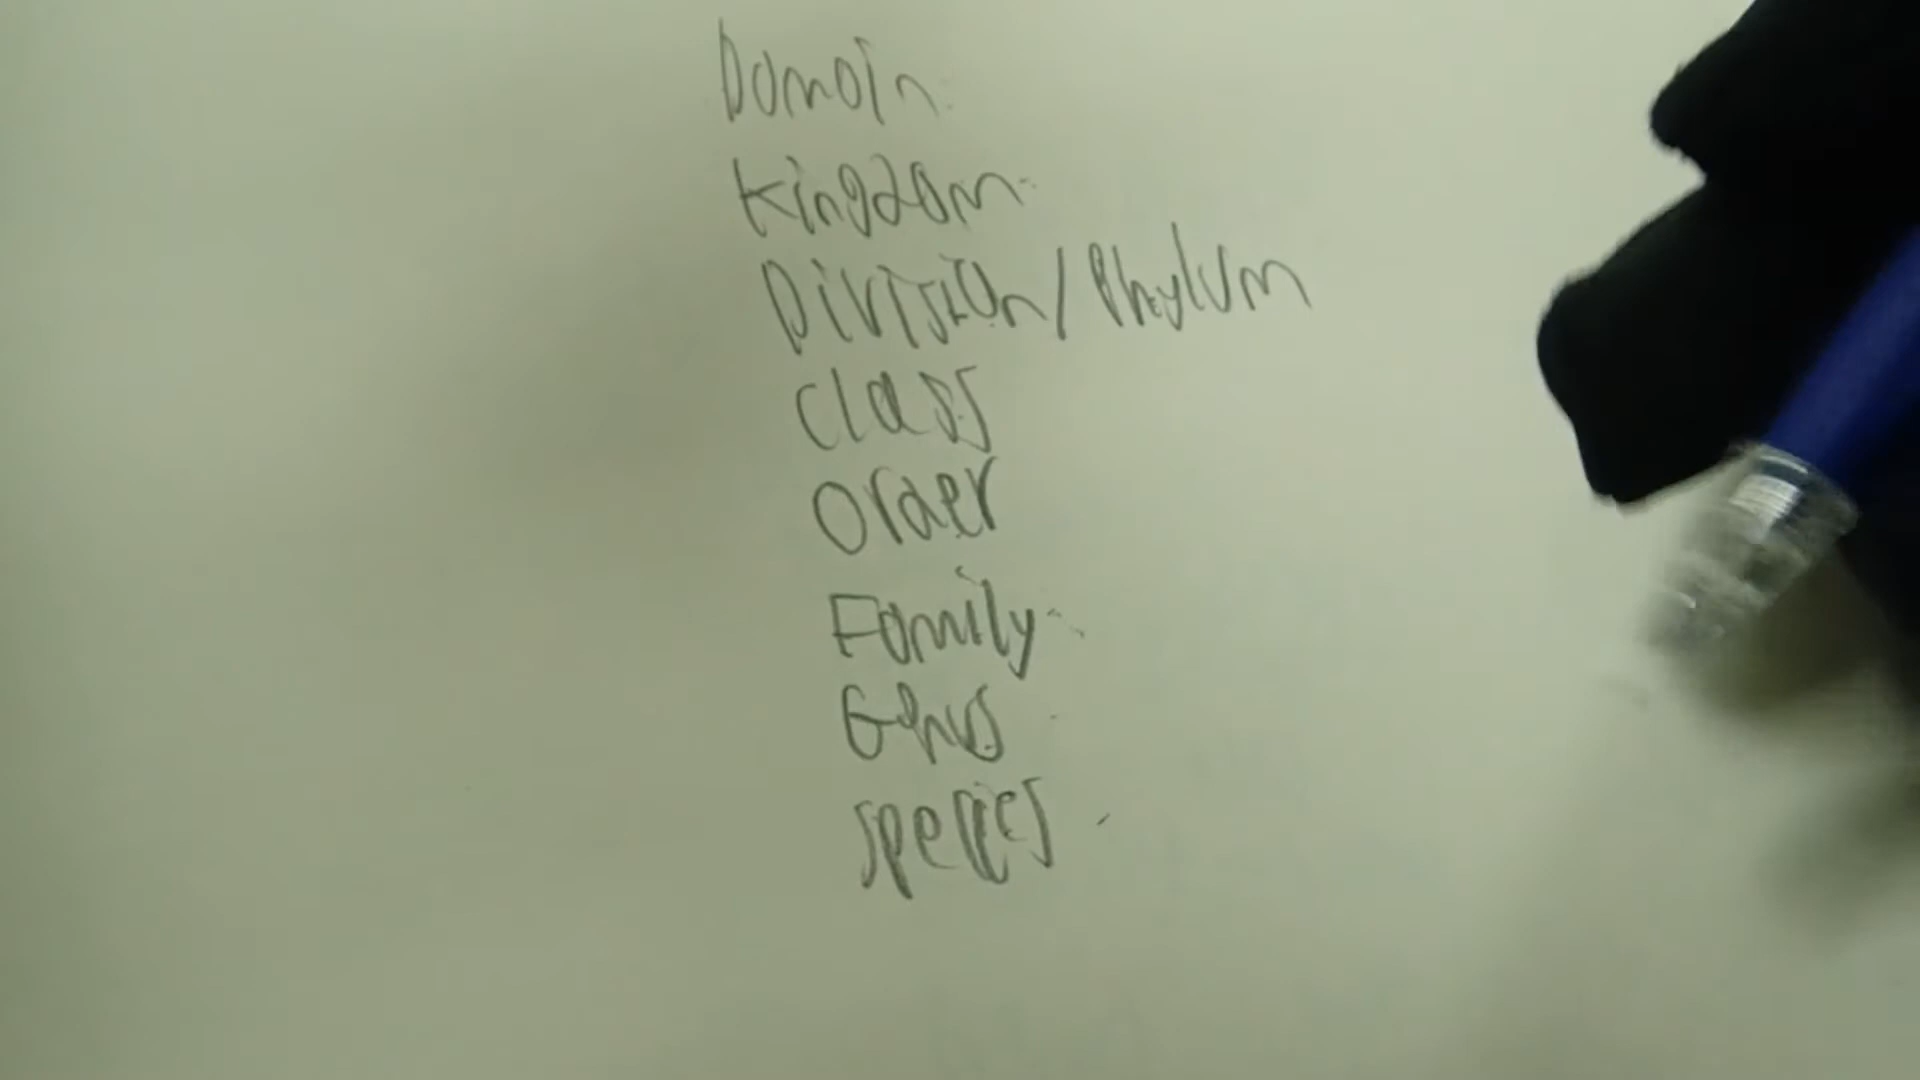 Domain
Kingdom
Division/Phylum
Class
Order
Family
Genus
Species